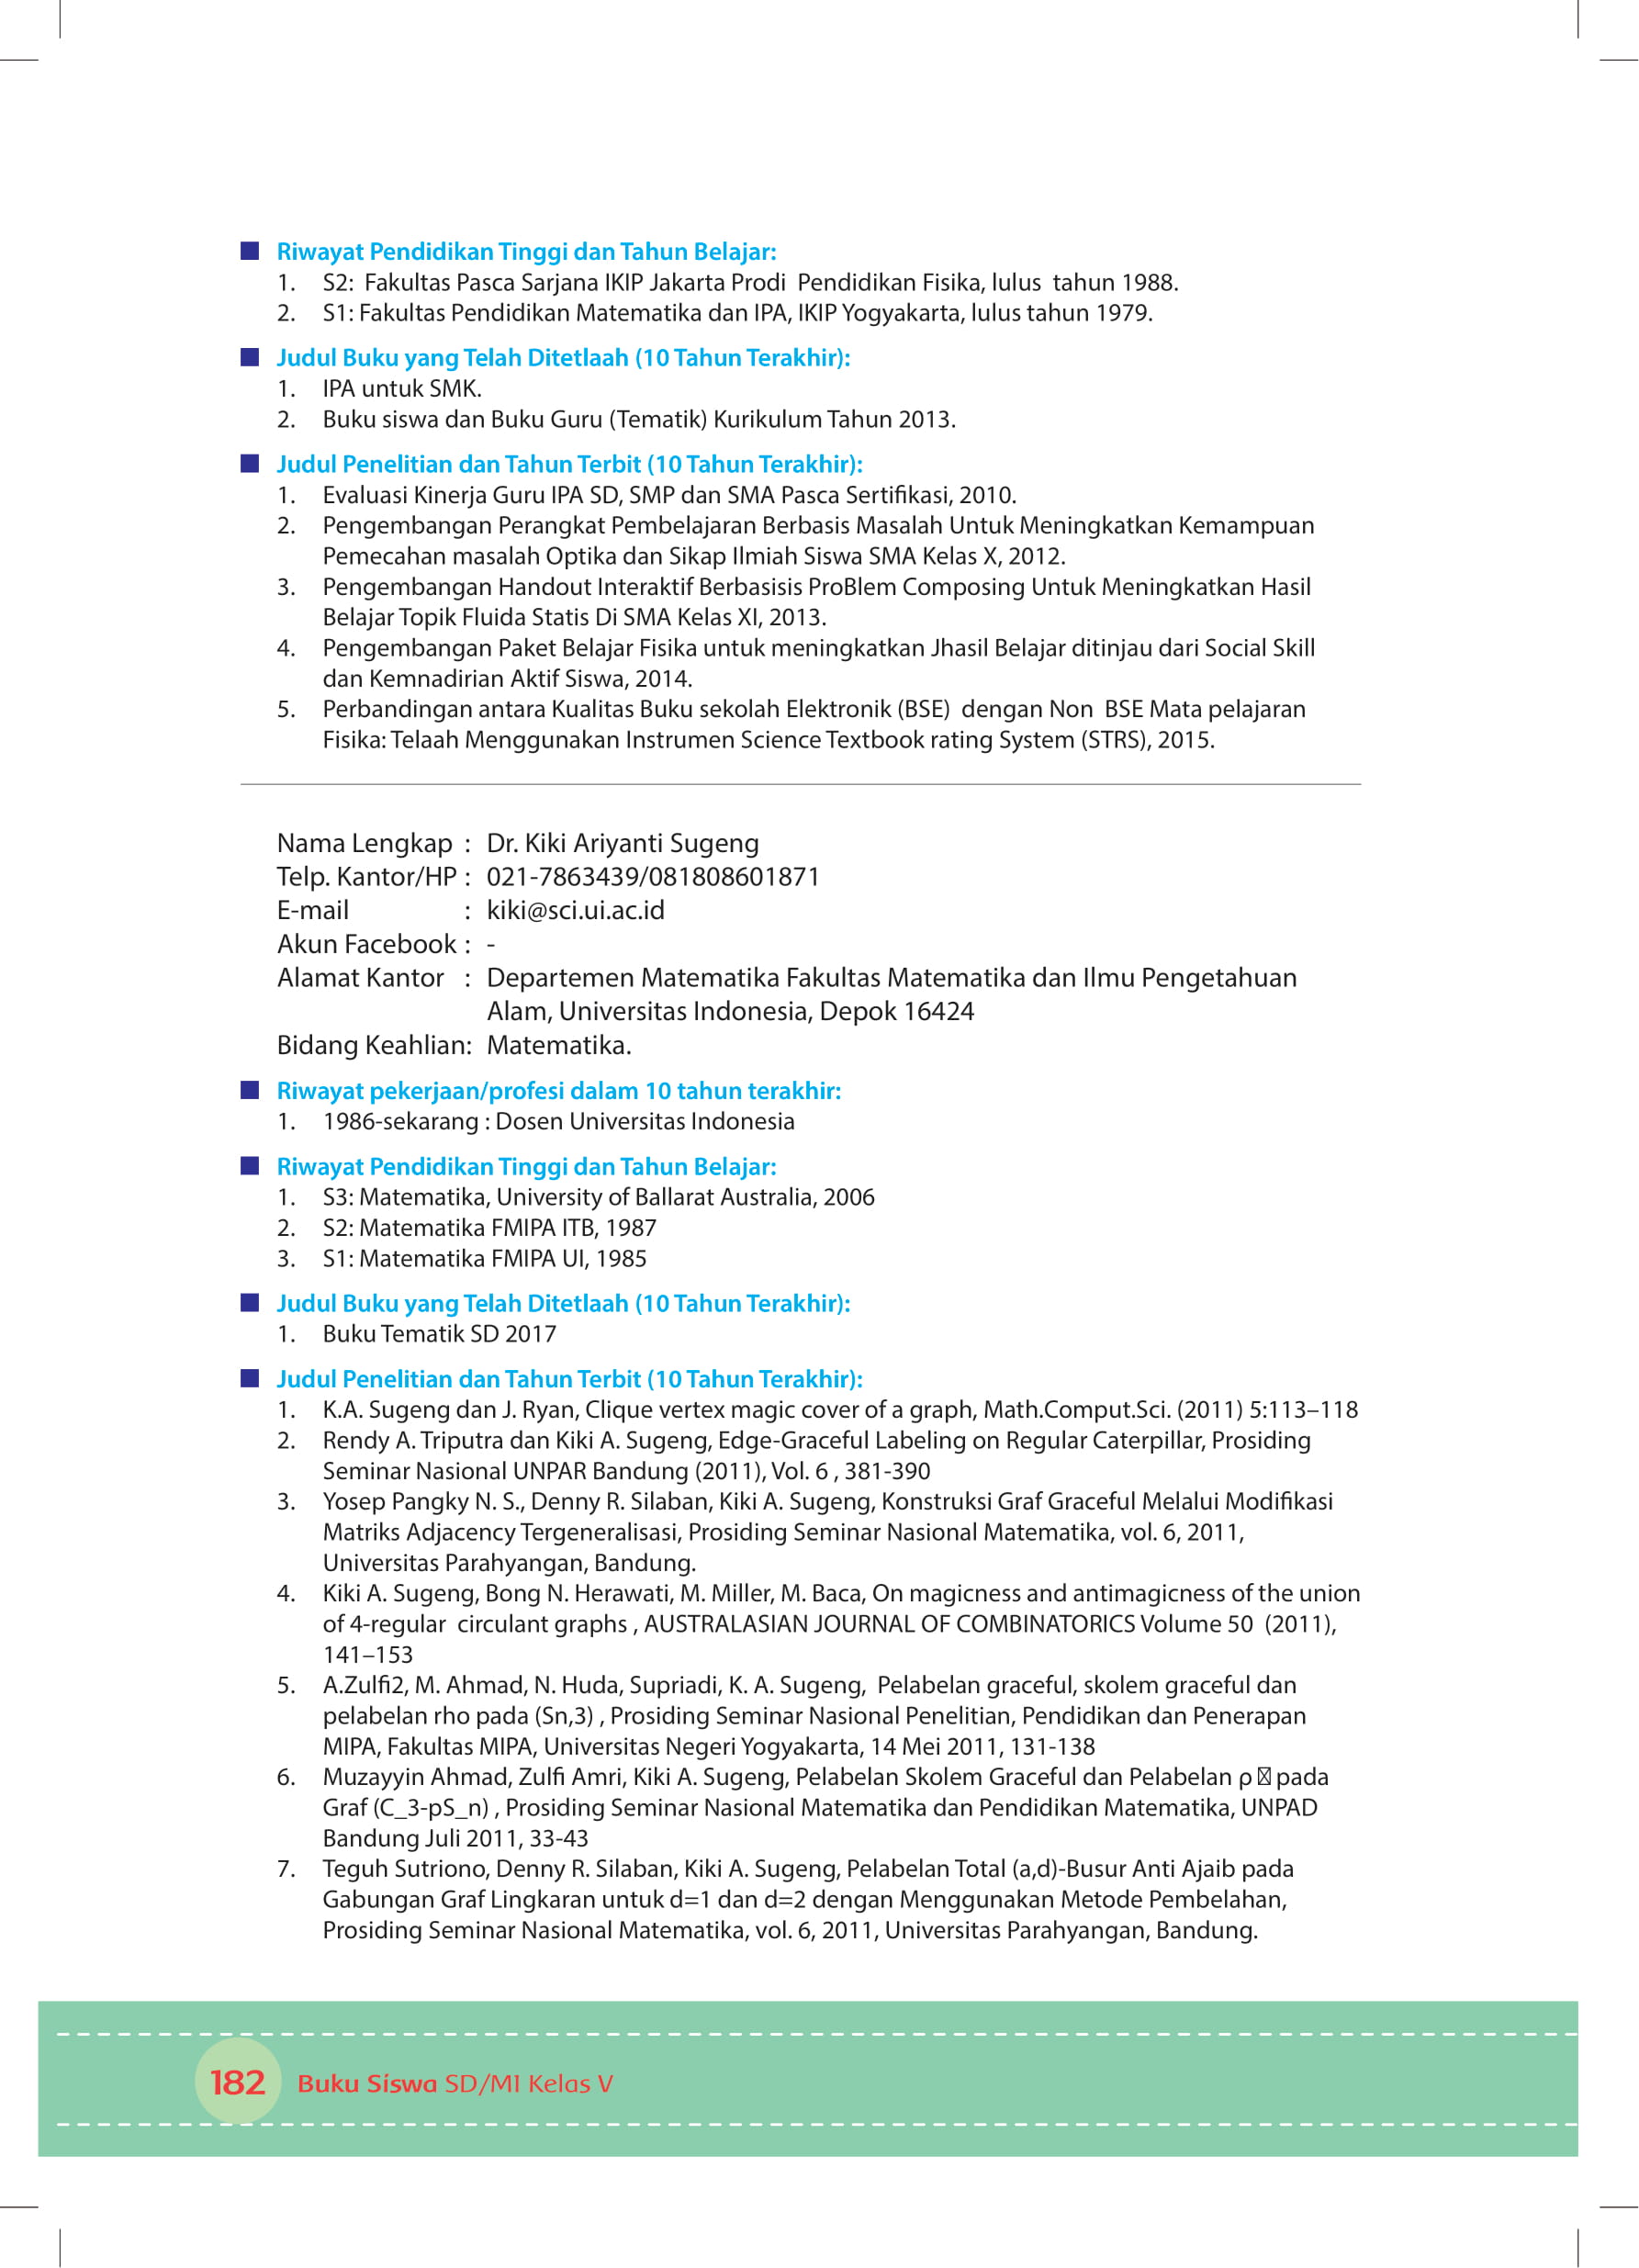 Riwayat Pendidikan Tinggi dan Tahun Belajar:
1. S2: Fakultas Pasca Sarjana IKIP Jakarta Prodi Pendidikan Fisika, lulus tahun 1988.
2. S1: Fakultas Pendidikan Matematika dan IPA, IKIP Yogyakarta, lulus tahun 1979.
Judul Buku yang Telah Ditetlaah (10 Tahun Terakhir):
1. IPA untuk SMK.
2. Buku siswa dan Buku Guru (Tematik) Kurikulum Tahun 2013.
Judul Penelitian dan Tahun Terbit (10 Tahun Terakhir):
1. Evaluasi Kinerja Guru IPA SD, SMP dan SMA Pasca Sertifikasi, 2010.
2. Pengembangan Perangkat Pembelajaran Berbasis Masalah Untuk Meningkatkan Kemampuan
Pemecahan masalah Optika dan Sikap Ilmiah Siswa SMA Kelas X, 2012.
3. Pengembangan Handout Interaktif Berbasisis ProBlem Composing Untuk Meningkatkan Hasil
Belajar Topik Fluida Statis Di SMA Kelas XI, 2013.
4. Pengembangan Paket Belajar Fisika untuk meningkatkan Jhasil Belajar ditinjau dari Social Skill
dan Kemnadirian Aktif Siswa, 2014.
5. Perbandingan antara Kualitas Buku sekolah Elektronik (BSE) dengan Non BSE Mata pelajaran
Fisika: Telaah Menggunakan Instrumen Science Textbook rating System (STRS), 2015.
Nama Lengkap : Dr. Kiki Ariyanti Sugeng
Telp. Kantor/HP : 021-7863439/081808601871
E-mail : kiki@sci.ui.ac.id
Akun Facebook : -
Alamat Kantor : Departemen Matematika Fakultas Matematika dan Ilmu Pengetahuan
Alam, Universitas Indonesia, Depok 16424
Bidang Keahlian: Matematika.
Riwayat pekerjaan/profesi dalam 10 tahun terakhir:
1. 1986-sekarang : Dosen Universitas Indonesia
Riwayat Pendidikan Tinggi dan Tahun Belajar:
1. S3: Matematika, University of Ballarat Australia, 2006
2. S2: Matematika FMIPA ITB, 1987
3. S1: Matematika FMIPA UI, 1985
Judul Buku yang Telah Ditetlaah (10 Tahun Terakhir):
1. Buku Tematik SD 2017
Judul Penelitian dan Tahun Terbit (10 Tahun Terakhir):
1. K.A. Sugeng dan J. Ryan, Clique vertex magic cover of a graph, Math.Comput.Sci. (2011) 5:113–118
2. Rendy A. Triputra dan Kiki A. Sugeng, Edge-Graceful Labeling on Regular Caterpillar, Prosiding
Seminar Nasional UNPAR Bandung (2011), Vol. 6 , 381-390
3. Yosep Pangky N. S., Denny R. Silaban, Kiki A. Sugeng, Konstruksi Graf Graceful Melalui Modifikasi
Matriks Adjacency Tergeneralisasi, Prosiding Seminar Nasional Matematika, vol. 6, 2011,
Universitas Parahyangan, Bandung.
4. Kiki A. Sugeng, Bong N. Herawati, M. Miller, M. Baca, On magicness and antimagicness of the union
of 4-regular circulant graphs , AUSTRALASIAN JOURNAL OF COMBINATORICS Volume 50 (2011),
141–153
5. A.Zulfi2, M. Ahmad, N. Huda, Supriadi, K. A. Sugeng, Pelabelan graceful, skolem graceful dan
pelabelan rho pada (Sn,3) , Prosiding Seminar Nasional Penelitian, Pendidikan dan Penerapan
MIPA, Fakultas MIPA, Universitas Negeri Yogyakarta, 14 Mei 2011, 131-138
6. Muzayyin Ahmad, Zulfi Amri, Kiki A. Sugeng, Pelabelan Skolem Graceful dan Pelabelan ρ pada
Graf (C_3-pS_n) , Prosiding Seminar Nasional Matematika dan Pendidikan Matematika, UNPAD
Bandung Juli 2011, 33-43
7. Teguh Sutriono, Denny R. Silaban, Kiki A. Sugeng, Pelabelan Total (a,d)-Busur Anti Ajaib pada
Gabungan Graf Lingkaran untuk d=1 dan d=2 dengan Menggunakan Metode Pembelahan,
Prosiding Seminar Nasional Matematika, vol. 6, 2011, Universitas Parahyangan, Bandung.
182 Buku Siswa SD/MI Kelas V